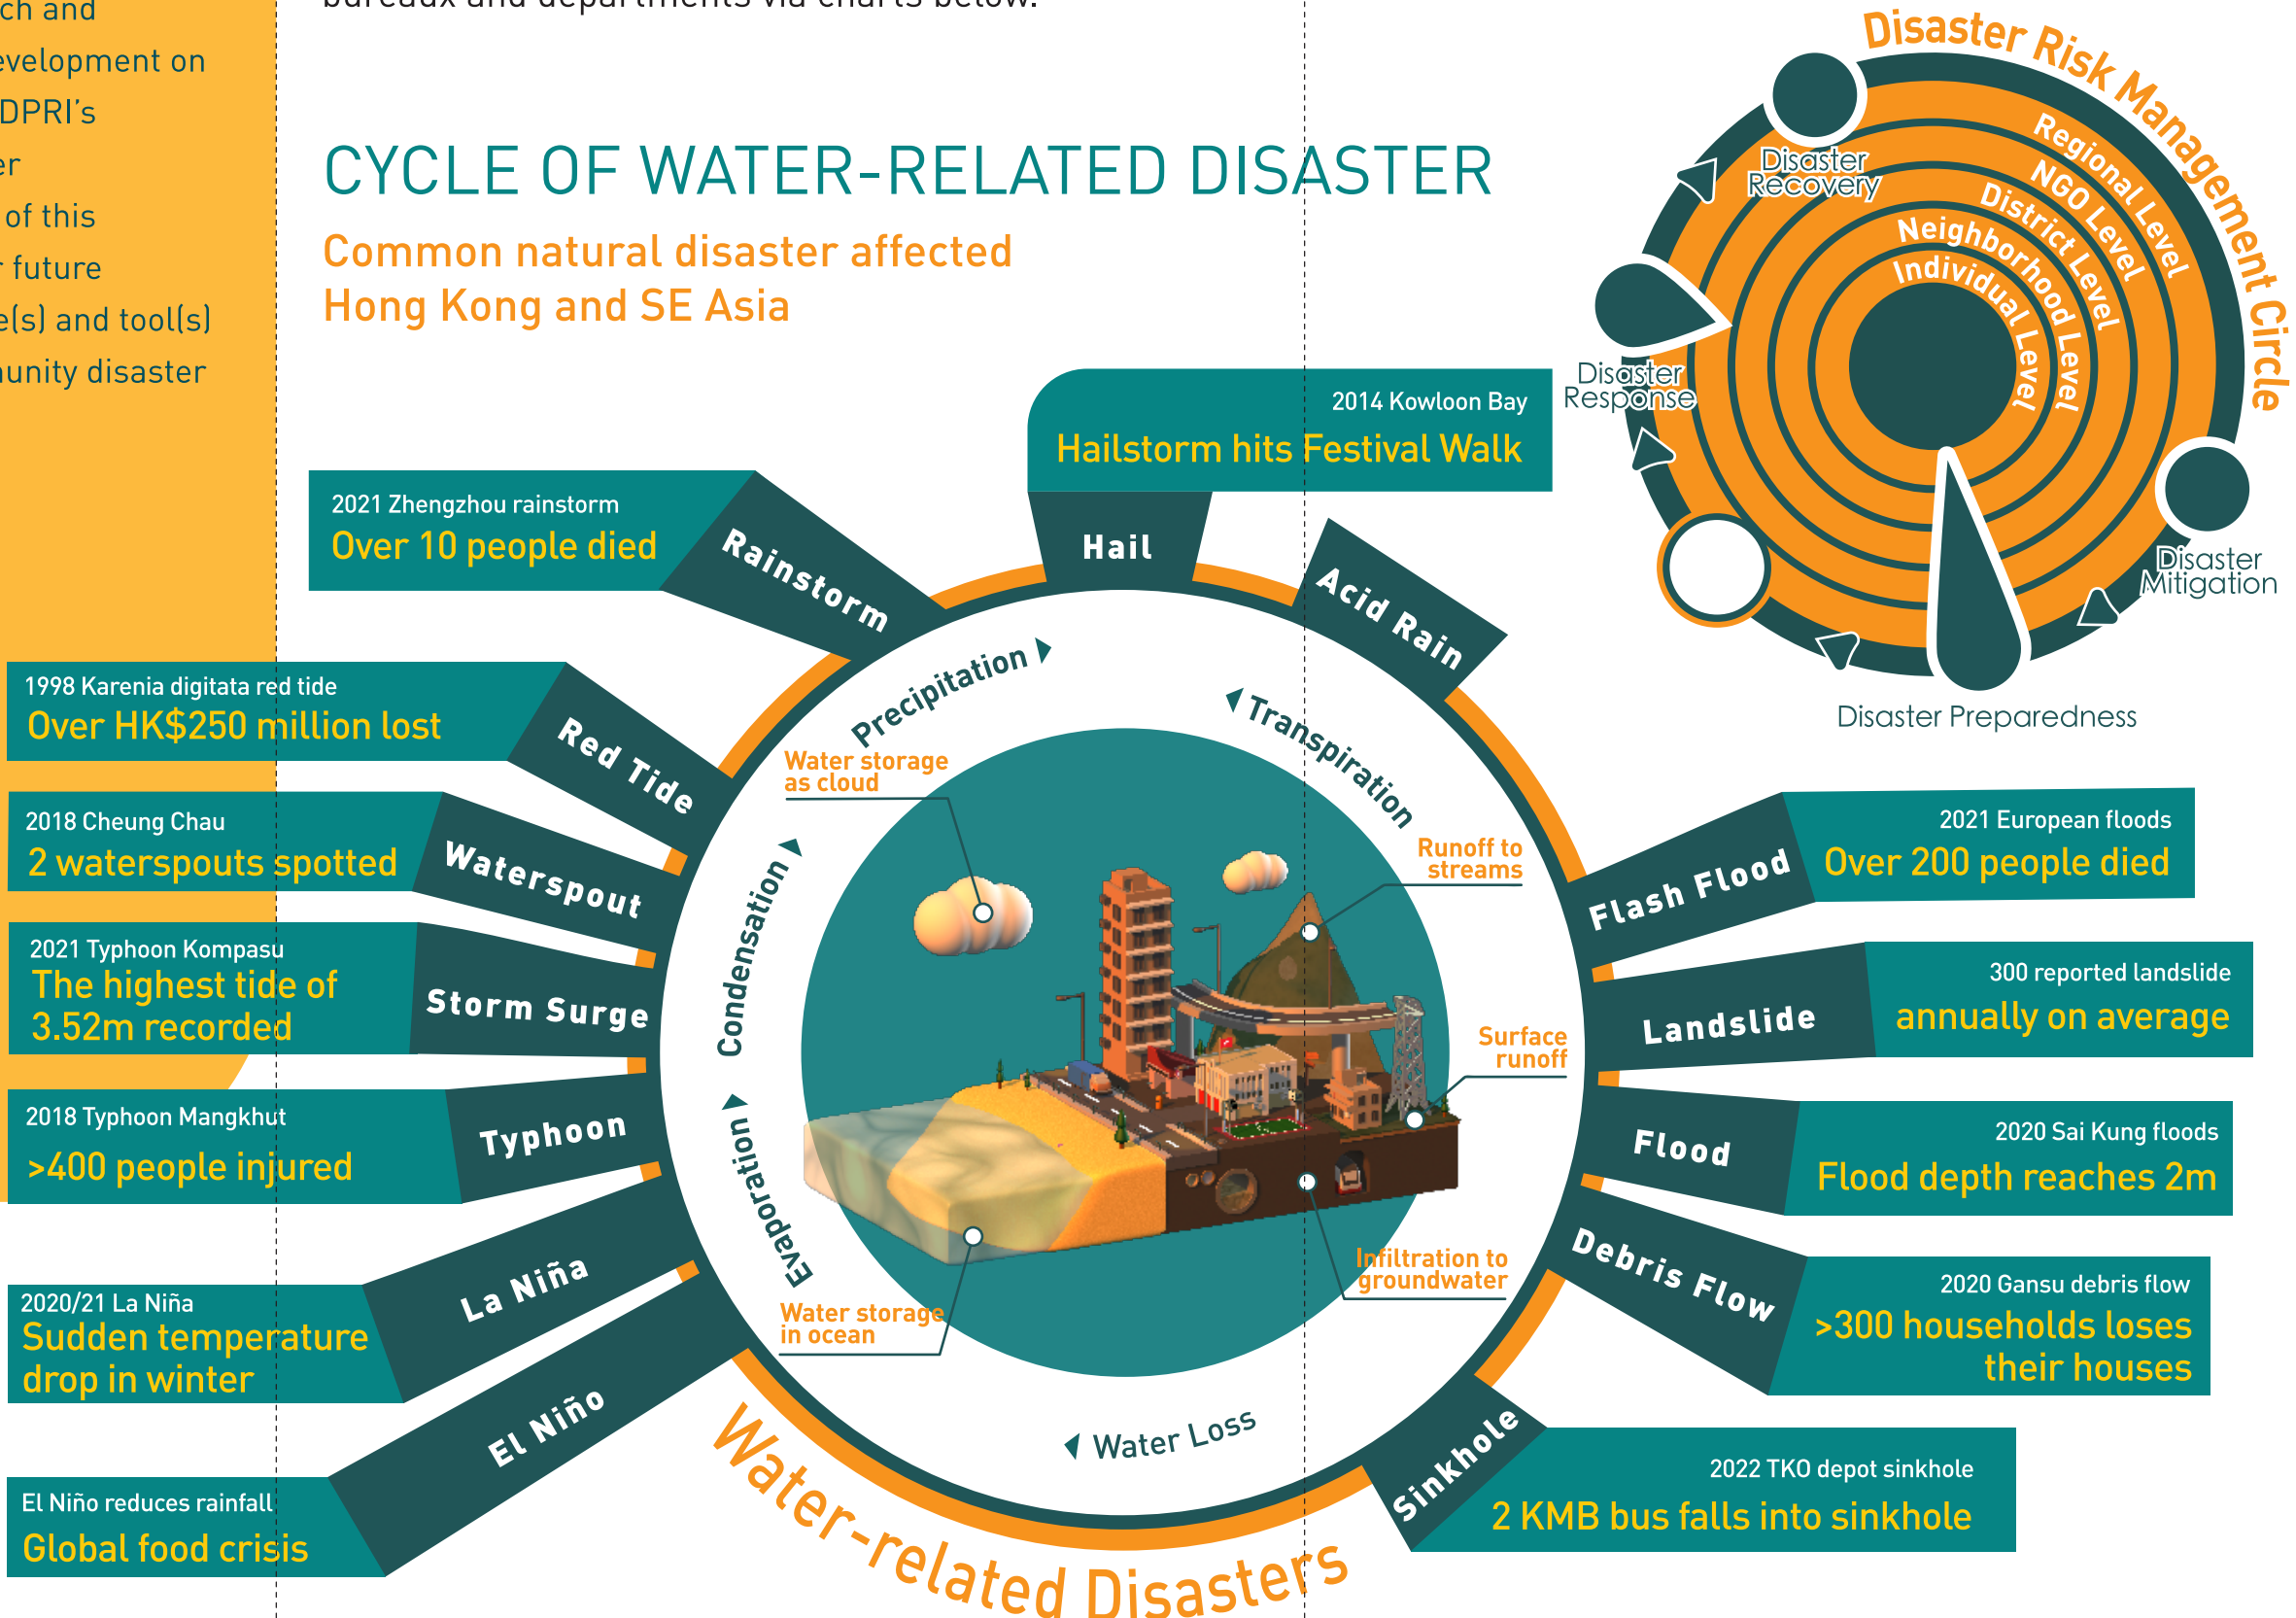 ch and
evelopment on
DPRI's
er
of this
r future
e(s) and tool(s)
unity disaster
bureaux and departments via charts below.
CYCLE OF WATER-RELATED DISASTER
Common natural disaster affected
Hong Kong and SE Asia
Disaster Risk Management Circle
Regional Level
NGO Level
District Level
Neighborhood Level
Individual Level
Disaster
Recovery
Disaster
Response
Disaster
Mitigation
Disaster Preparedness
2014 Kowloon Bay
Hailstorm hits Festival Walk
Hail
2021 Zhengzhou rainstorm
Over 10 people died
Rainstorm
Acid Rain
1998 Karenia digitata red tide
Over HK$250 million lost
Red Tide
2018 Cheung Chau
2 waterspouts spotted
Waterspout
2021 Typhoon Kompasu
The highest tide of
3.52m recorded
Storm Surge
2018 Typhoon Mangkhut
>400 people injured
Typhoon
2020/21 La Niña
Sudden temperature
drop in winter
La Niña
El Niño reduces rainfall
Global food crisis
El Niño
Precipitation
Transpiration
Condensation
Evaporation
Water Loss
Water storage
as cloud
Runoff to
streams
Surface
runoff
Infiltration to
groundwater
Water storage
in ocean
Flash Flood
2021 European floods
Over 200 people died
Landslide
300 reported landslide
annually on average
Flood
2020 Sai Kung floods
Flood depth reaches 2m
Debris Flow
2020 Gansu debris flow
>300 households loses
their houses
Sinkhole
2022 TKO depot sinkhole
2 KMB bus falls into sinkhole
Water-related Disasters